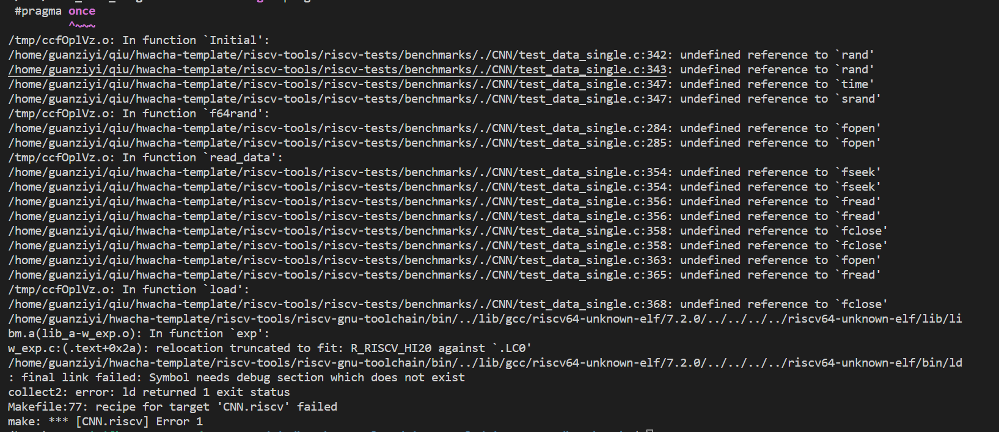 #pragma once
^~~~
/tmp/ccfOplVz.o: In function `Initial':
/home/guanziyi/qiu/hwacha-template/riscv-tools/riscv-tests/benchmarks/./CNN/test_data_single.c:342: undefined reference to `rand'
/home/guanziyi/qiu/hwacha-template/riscv-tools/riscv-tests/benchmarks/./CNN/test_data_single.c:343: undefined reference to `rand'
/home/guanziyi/qiu/hwacha-template/riscv-tools/riscv-tests/benchmarks/./CNN/test_data_single.c:347: undefined reference to `time'
/home/guanziyi/qiu/hwacha-template/riscv-tools/riscv-tests/benchmarks/./CNN/test_data_single.c:347: undefined reference to `srand'
/tmp/ccfOplVz.o: In function `f64rand':
/home/guanziyi/qiu/hwacha-template/riscv-tools/riscv-tests/benchmarks/./CNN/test_data_single.c:284: undefined reference to `fopen'
/home/guanziyi/qiu/hwacha-template/riscv-tools/riscv-tests/benchmarks/./CNN/test_data_single.c:285: undefined reference to `fopen'
/tmp/ccfOplVz.o: In function `read_data':
/home/guanziyi/qiu/hwacha-template/riscv-tools/riscv-tests/benchmarks/./CNN/test_data_single.c:354: undefined reference to `fseek'
/home/guanziyi/qiu/hwacha-template/riscv-tools/riscv-tests/benchmarks/./CNN/test_data_single.c:354: undefined reference to `fseek'
/home/guanziyi/qiu/hwacha-template/riscv-tools/riscv-tests/benchmarks/./CNN/test_data_single.c:356: undefined reference to `fread'
/home/guanziyi/qiu/hwacha-template/riscv-tools/riscv-tests/benchmarks/./CNN/test_data_single.c:356: undefined reference to `fread'
/home/guanziyi/qiu/hwacha-template/riscv-tools/riscv-tests/benchmarks/./CNN/test_data_single.c:358: undefined reference to `fclose'
/home/guanziyi/qiu/hwacha-template/riscv-tools/riscv-tests/benchmarks/./CNN/test_data_single.c:358: undefined reference to `fclose'
/home/guanziyi/qiu/hwacha-template/riscv-tools/riscv-tests/benchmarks/./CNN/test_data_single.c:363: undefined reference to `fopen'
/home/guanziyi/qiu/hwacha-template/riscv-tools/riscv-tests/benchmarks/./CNN/test_data_single.c:365: undefined reference to `fread'
/tmp/ccfOplVz.o: In function `load':
/home/guanziyi/qiu/hwacha-template/riscv-tools/riscv-tests/benchmarks/./CNN/test_data_single.c:368: undefined reference to `fclose'
/home/guanziyi/hwacha-template/riscv-tools/riscv-gnu-toolchain/bin/../lib/gcc/riscv64-unknown-elf/7.2.0/../../../../riscv64-unknown-elf/lib/li
bm.a(lib_a-w_exp.o): In function `exp':
w_exp.c:(.text+0x2a): relocation truncated to fit: R_RISCV_HI20 against `.LC0'
/home/guanziyi/hwacha-template/riscv-tools/riscv-gnu-toolchain/bin/../lib/gcc/riscv64-unknown-elf/7.2.0/../../../../riscv64-unknown-elf/bin/ld
: final link failed: Symbol needs debug section which does not exist
collect2: error: ld returned 1 exit status
Makefile:77: recipe for target 'CNN.riscv' failed
make: *** [CNN.riscv] Error 1